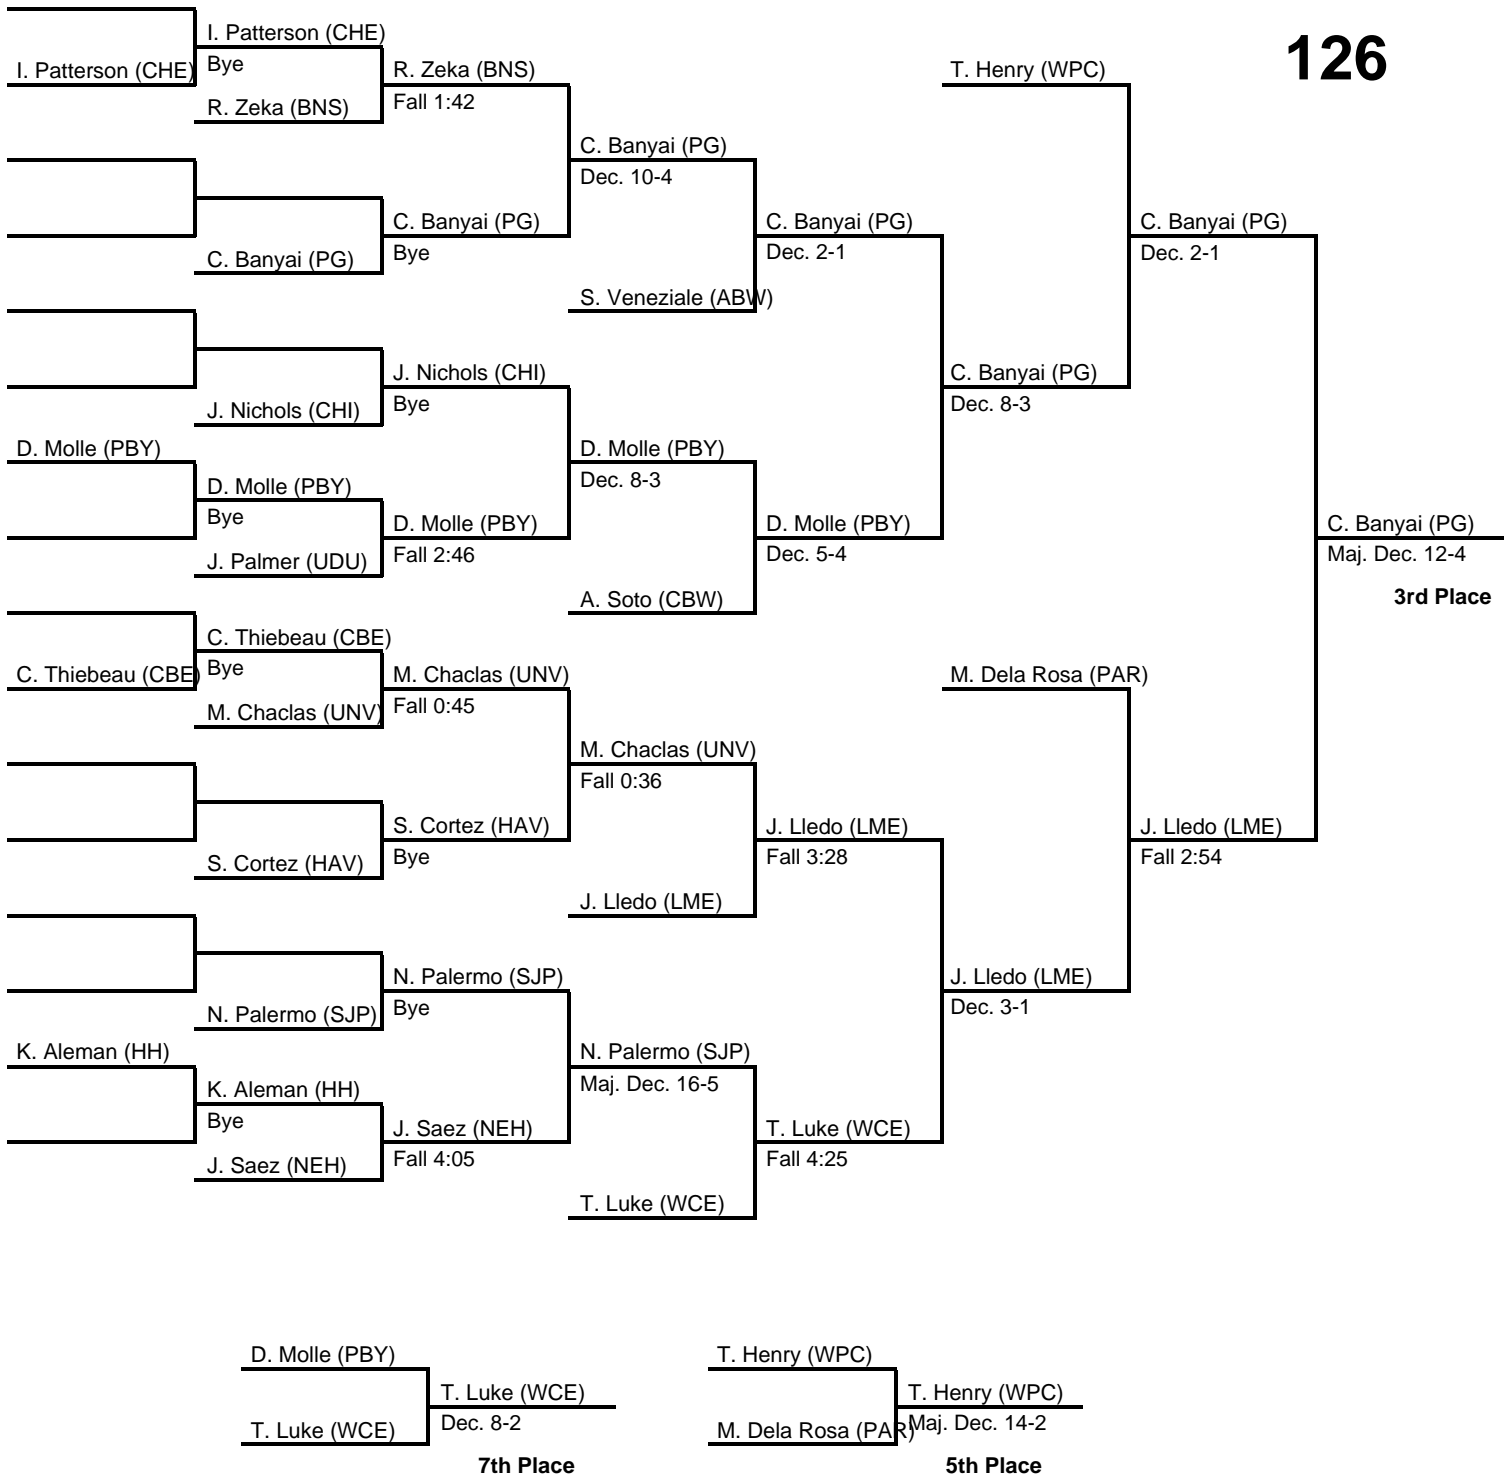 126
I. Patterson (CHE)
I. Patterson (CHE)
Bye
R. Zeka (BNS)
R. Zeka (BNS)
Fall 1:42
C. Banyai (PG)
C. Banyai (PG)
Bye
C. Banyai (PG)
Dec. 10-4
S. Veneziale (ABW)
C. Banyai (PG)
Dec. 2-1
J. Nichols (CHI)
J. Nichols (CHI)
Bye
D. Molle (PBY)
D. Molle (PBY)
Bye
J. Palmer (UDU)
D. Molle (PBY)
Fall 2:46
D. Molle (PBY)
Dec. 8-3
A. Soto (CBW)
D. Molle (PBY)
Dec. 5-4
C. Banyai (PG)
Dec. 8-3
T. Henry (WPC)
C. Banyai (PG)
Dec. 2-1
C. Thiebeau (CBE)
C. Thiebeau (CBE)
Bye
M. Chaclas (UNV)
M. Chaclas (UNV)
Fall 0:45
S. Cortez (HAV)
S. Cortez (HAV)
Bye
M. Chaclas (UNV)
Fall 0:36
J. Lledo (LME)
J. Lledo (LME)
Fall 3:28
N. Palermo (SJP)
N. Palermo (SJP)
Bye
K. Aleman (HH)
K. Aleman (HH)
Bye
J. Saez (NEH)
J. Saez (NEH)
Fall 4:05
N. Palermo (SJP)
Maj. Dec. 16-5
T. Luke (WCE)
T. Luke (WCE)
Fall 4:25
J. Lledo (LME)
Dec. 3-1
M. Dela Rosa (PAR)
J. Lledo (LME)
Fall 2:54
C. Banyai (PG)
Maj. Dec. 12-4
3rd Place
D. Molle (PBY)
T. Luke (WCE)
T. Luke (WCE)
Dec. 8-2
7th Place
T. Henry (WPC)
M. Dela Rosa (PAR)
T. Henry (WPC)
Maj. Dec. 14-2
5th Place